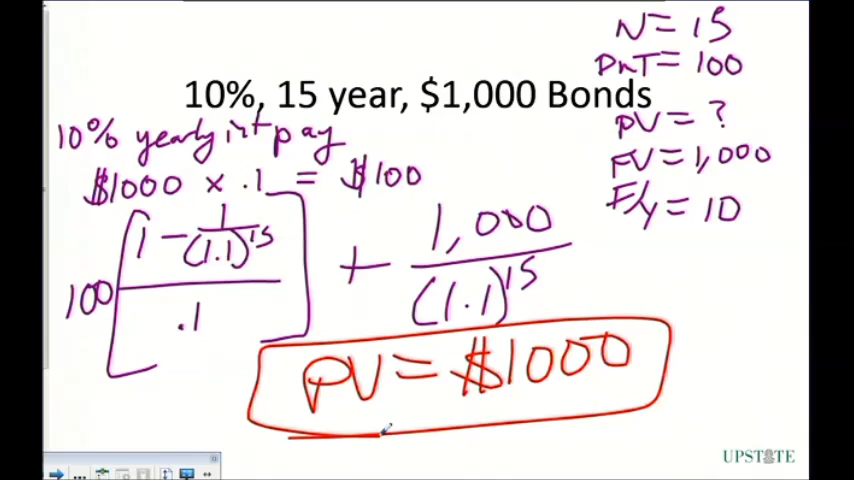 N = 15
PmT = 100
10%, 15 year, $1,000 Bonds
PV = ?
10% yearly int pay
FV = 1,000
$1000 x .1 = $100
I/Y = 10
100 [ 1 - 1/(1.1)^15 / .1 ] + 1,000/(1.1)^15
PV = $1000
UPSTATE